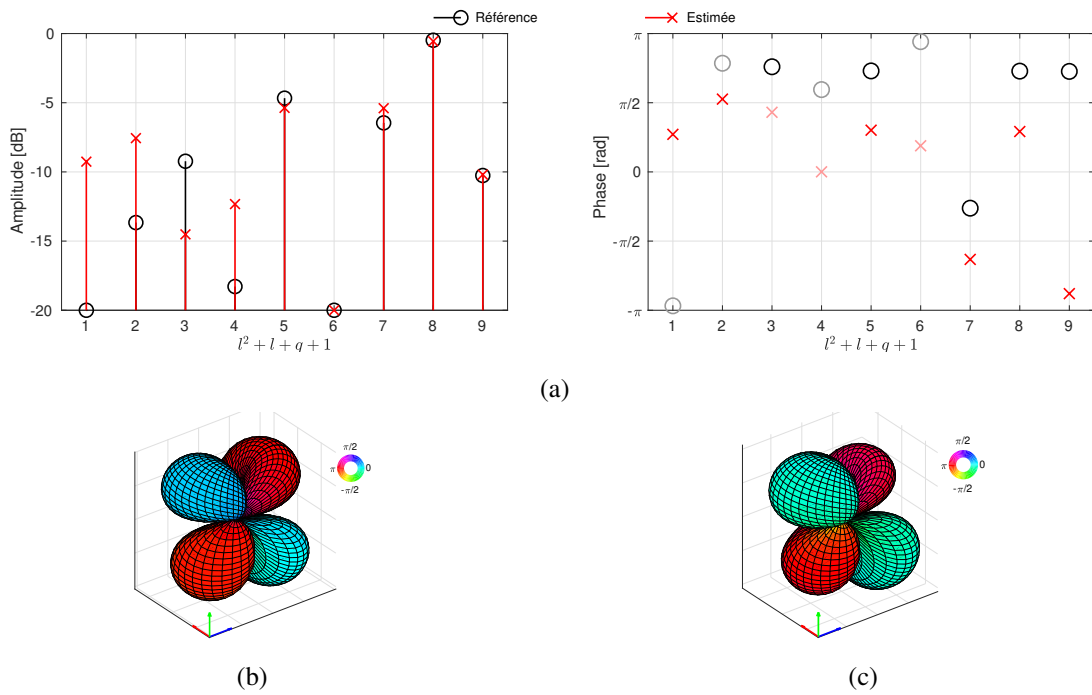 Référence
Estimée
Amplitude [dB]
0
-5
-10
-15
-20
1 2 3 4 5 6 7 8 9
l² + l + q + 1
Phase [rad]
π
π/2
0
-π/2
-π
1 2 3 4 5 6 7 8 9
l² + l + q + 1
(a)
π/2
π 0
-π/2
π/2
π 0
-π/2
(b)
(c)